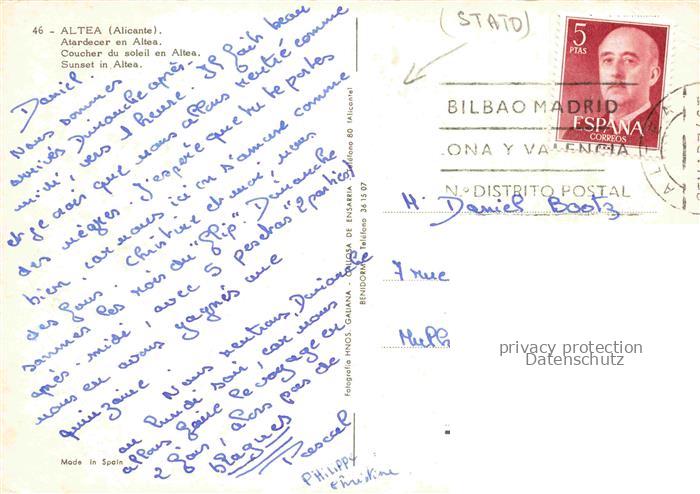 46 - ALTEA (Alicante).
Atardecer en Altea.
Coucher du soleil en Altea.
Sunset in Altea.
Daniel.
Nous sommes
arrivés Dimanche après-
midi, vers 1 heure. Il fait beau
et je crois que nous allons rentré comme
des nègres. J'espère que tu te portes
bien, car nous ici on s'amuse comme
des fous. Christine et moi, nous
sommes les rois du "flip". Dimanche
après-midi, avec 5 pesetas "2 parties"
nous en avons gagnés une
quinzaine. Nous rentrons Dimanche
ou lundi soir, car nous
allons faire le voyage en
2 fois, alors pas de
blagues
Pascal
PHILIPPE
Christine
Made in Spain
Fotografía HNOS. GALIANA - ORTOSA DE ENSARRIA - Teléfono 80 (Alicante)
BENIDORM - Teléfono 36 15 07
(STATO)
5
PTAS
ESPAÑA
CORREOS
BILBAO MADRID
ONA Y VALENCIA
N.º DISTRITO POSTAL
M. Daniel Bootz
7 rue
Mulh
privacy protection
Datenschutz